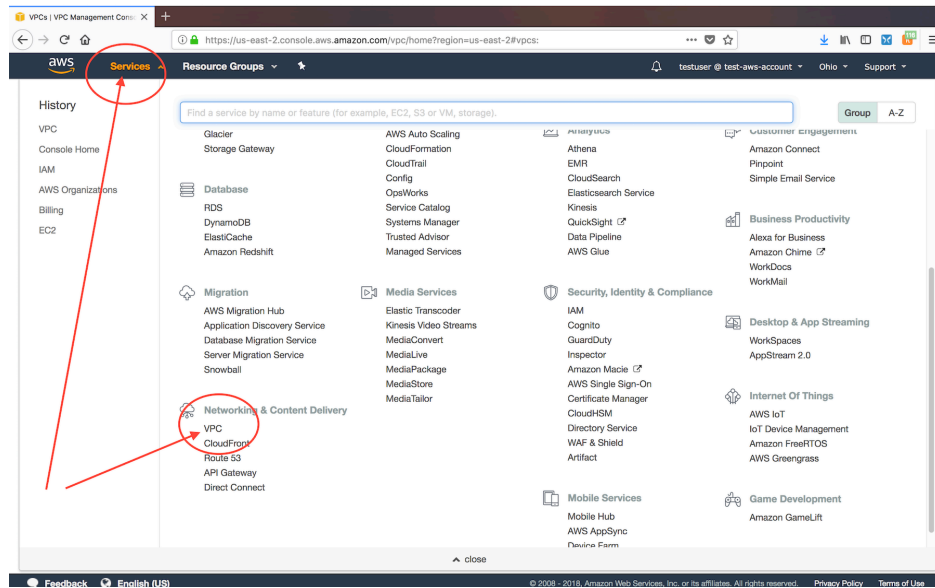 VPCs | VPC Management Cons
https://us-east-2.console.aws.amazon.com/vpc/home?region=us-east-2#vpcs:
116
aws
Services
Resource Groups
testuser @ test-aws-account
Ohio
Support
History
VPC
Console Home
IAM
AWS Organizations
Billing
EC2
Find a service by name or feature (for example, EC2, S3 or VM, storage).
Group
A-Z
Glacier
Storage Gateway
Database
RDS
DynamoDB
ElastiCache
Amazon Redshift
Migration
AWS Migration Hub
Application Discovery Service
Database Migration Service
Server Migration Service
Snowball
Networking & Content Delivery
VPC
CloudFront
Route 53
API Gateway
Direct Connect
AWS Auto Scaling
CloudFormation
CloudTrail
Config
OpsWorks
Service Catalog
Systems Manager
Trusted Advisor
Managed Services
Media Services
Elastic Transcoder
Kinesis Video Streams
MediaConvert
MediaLive
MediaPackage
MediaStore
MediaTailor
Analytics
Athena
EMR
CloudSearch
Elasticsearch Service
Kinesis
QuickSight
Data Pipeline
AWS Glue
Security, Identity & Compliance
IAM
Cognito
GuardDuty
Inspector
Amazon Macie
AWS Single Sign-On
Certificate Manager
CloudHSM
Directory Service
WAF & Shield
Artifact
Mobile Services
Mobile Hub
AWS AppSync
Device Farm
Customer Engagement
Amazon Connect
Pinpoint
Simple Email Service
Business Productivity
Alexa for Business
Amazon Chime
WorkDocs
WorkMail
Desktop & App Streaming
WorkSpaces
AppStream 2.0
Internet Of Things
AWS IoT
IoT Device Management
Amazon FreeRTOS
AWS Greengrass
Game Development
Amazon GameLift
close
Feedback
English (US)
© 2008 - 2018, Amazon Web Services, Inc. or its affiliates. All rights reserved.
Privacy Policy
Terms of Use